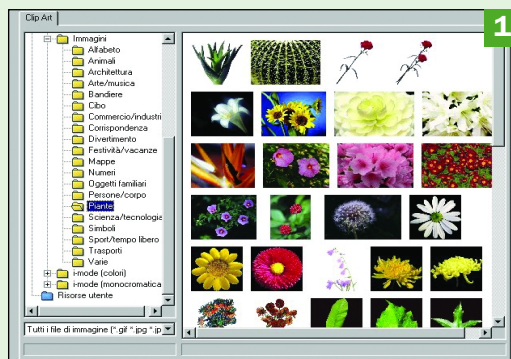 Clip Art
1
Immagini
Alfabeto
Animali
Architettura
Arte/musica
Bandiere
Cibo
Commercio/industri
Corrispondenza
Divertimento
Festività/vacanze
Mappe
Numeri
Oggetti familiari
Persone/corpo
Piante
Scienza/tecnologia
Simboli
Sport/tempo libero
Trasporti
Varie
i-mode (colori)
i-mode (monocromatica
Risorse utente
Tutti i file di immagine (*.gif *.jpg *.jp